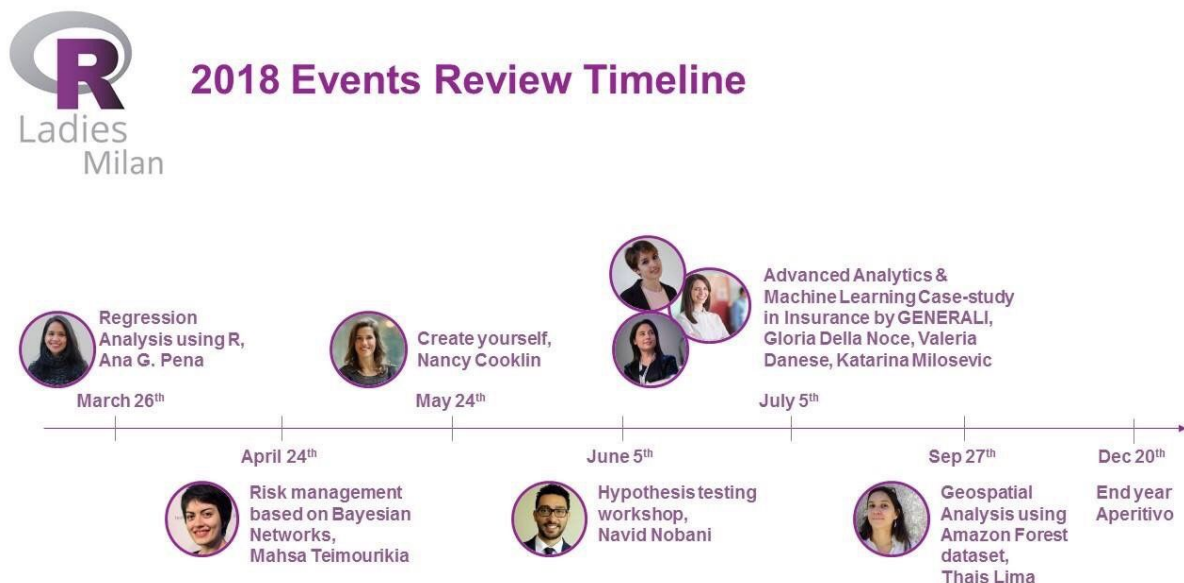 R
Ladies
Milan
2018 Events Review Timeline
Regression
Analysis using R,
Ana G. Pena
March 26th
Create yourself,
Nancy Cooklin
May 24th
Advanced Analytics &
Machine Learning Case-study
in Insurance by GENERALI,
Gloria Della Noce, Valeria
Danese, Katarina Milosevic
July 5th
April 24th
Risk management
based on Bayesian
Networks,
Mahsa Teimourikia
June 5th
Hypothesis testing
workshop,
Navid Nobani
Sep 27th
Geospatial
Analysis using
Amazon Forest
dataset,
Thais Lima
Dec 20th
End year
Aperitivo